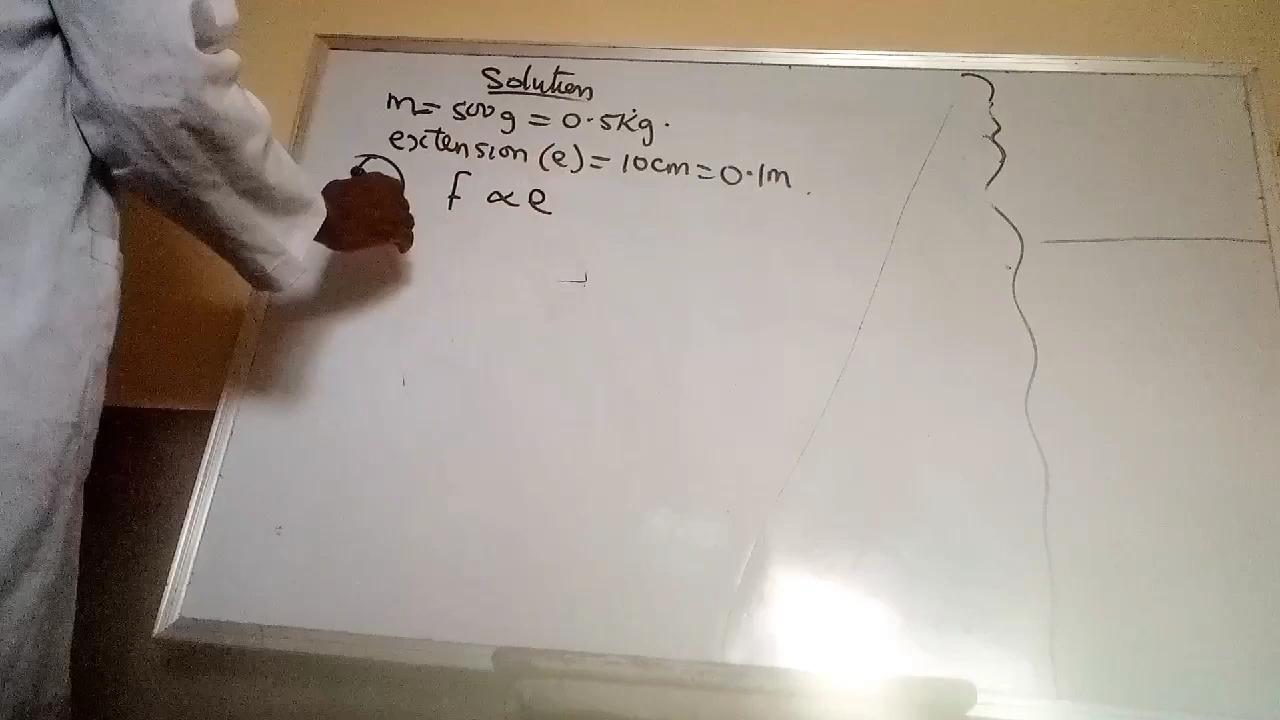 Solution
m = 500g = 0.5Kg.
extension (e) = 10cm = 0.1m.
f ∝ e